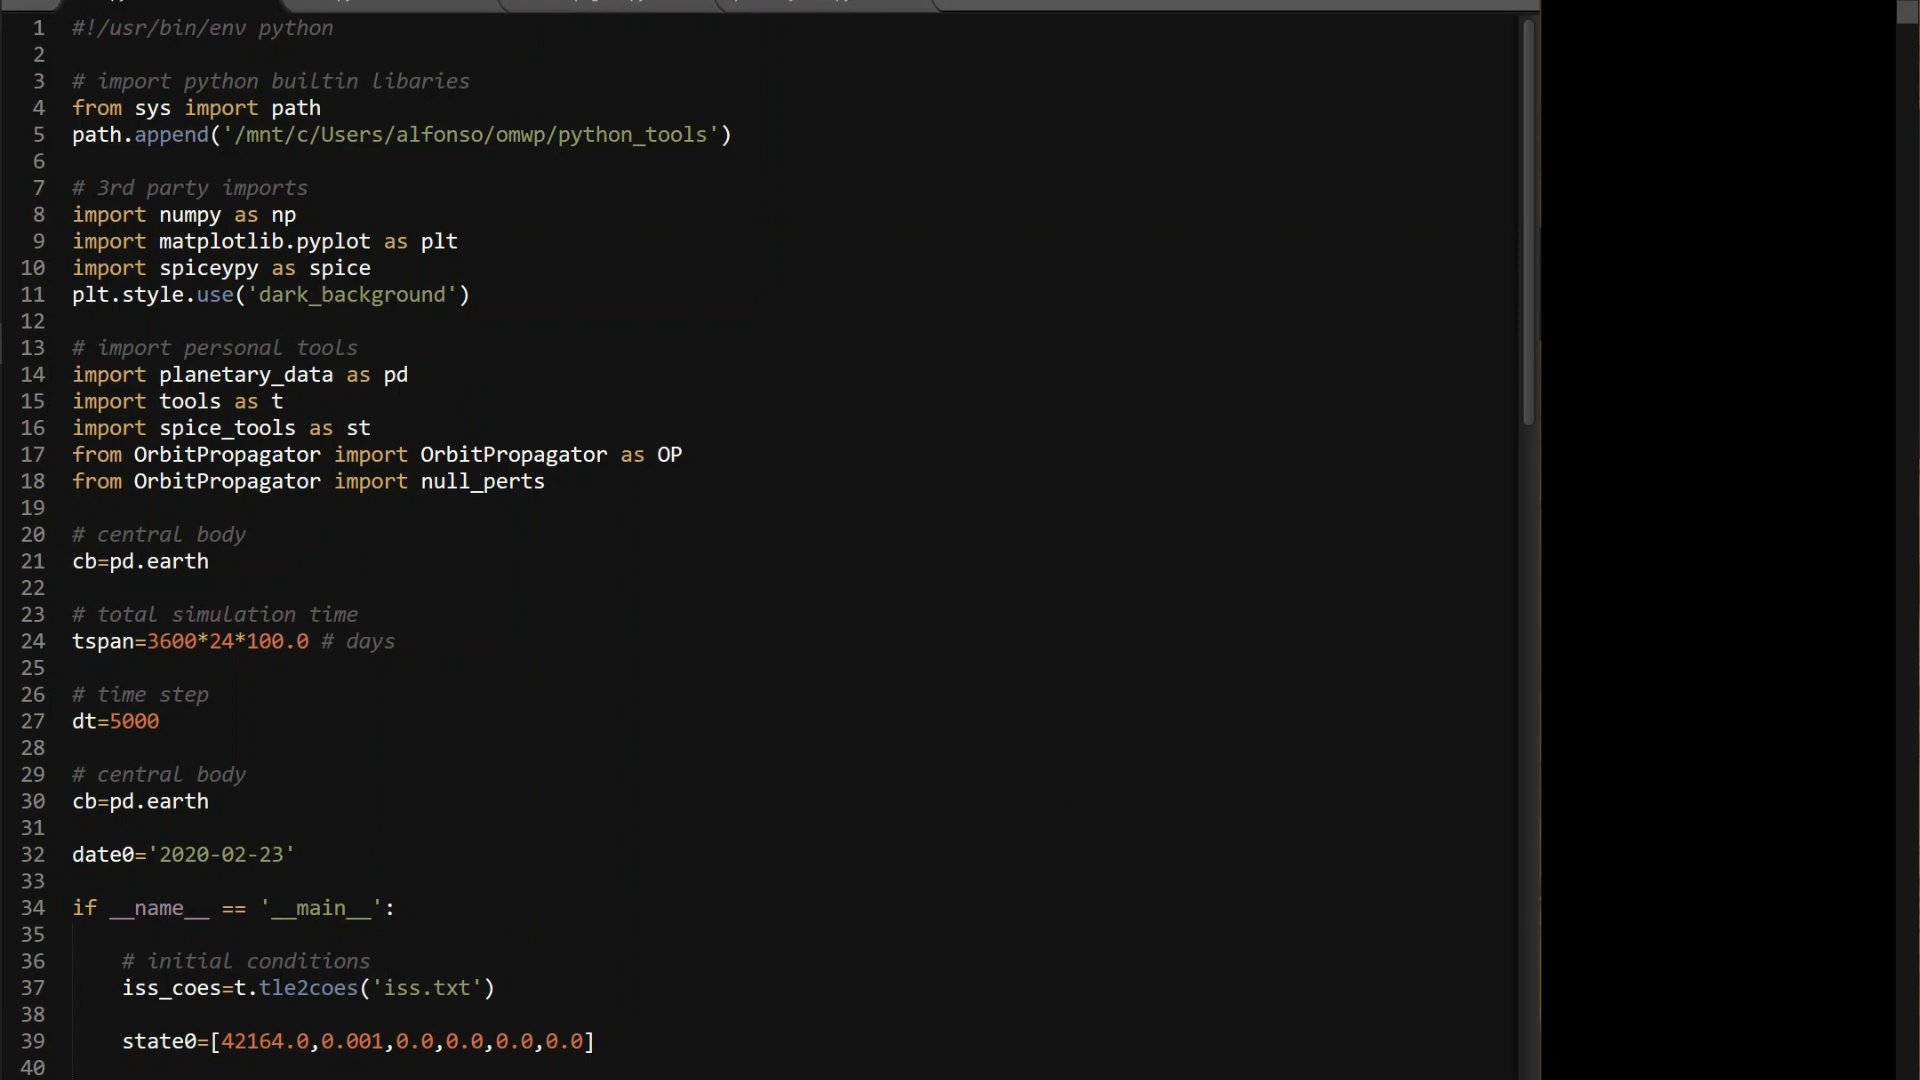 1 #!/usr/bin/env python
2
3 # import python builtin libaries
4 from sys import path
5 path.append('/mnt/c/Users/alfonso/omwp/python_tools')
6
7 # 3rd party imports
8 import numpy as np
9 import matplotlib.pyplot as plt
10 import spiceypy as spice
11 plt.style.use('dark_background')
12
13 # import personal tools
14 import planetary_data as pd
15 import tools as t
16 import spice_tools as st
17 from OrbitPropagator import OrbitPropagator as OP
18 from OrbitPropagator import null_perts
19
20 # central body
21 cb=pd.earth
22
23 # total simulation time
24 tspan=3600*24*100.0 # days
25
26 # time step
27 dt=5000
28
29 # central body
30 cb=pd.earth
31
32 date0='2020-02-23'
33
34 if __name__ == '__main__':
35
36 # initial conditions
37 iss_coes=t.tle2coes('iss.txt')
38
39 state0=[42164.0,0.001,0.0,0.0,0.0,0.0]
40